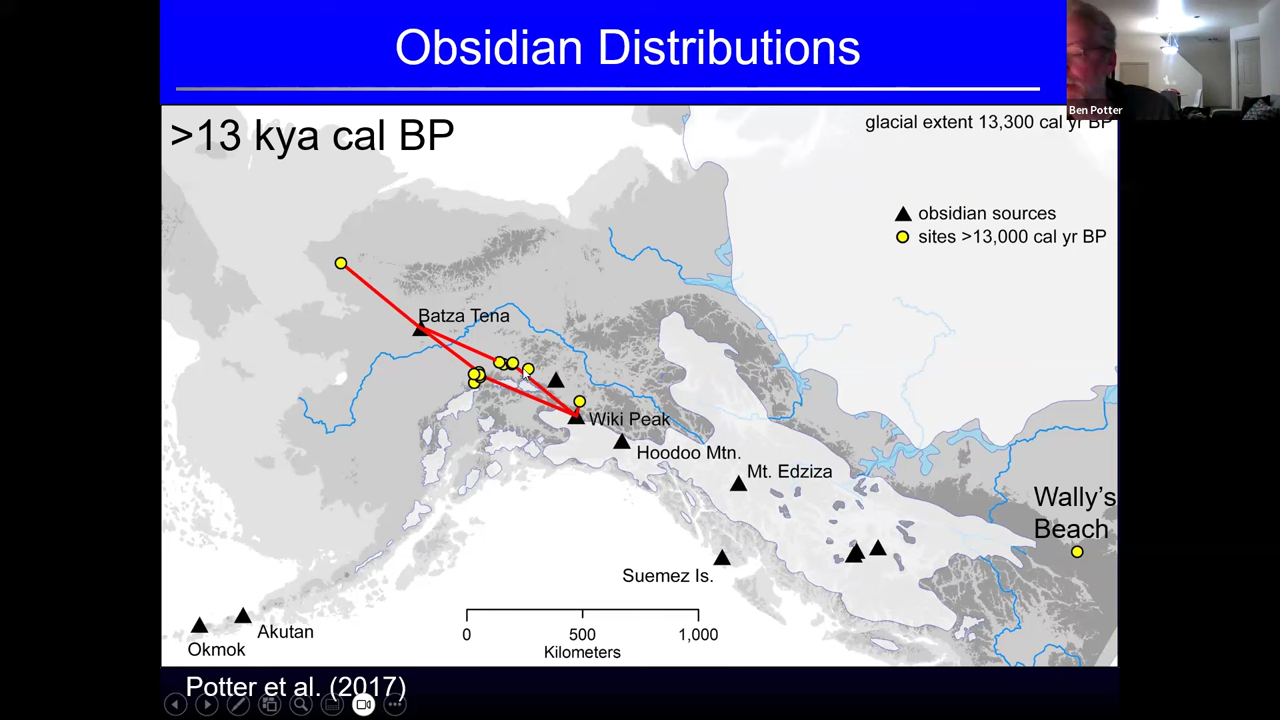 Obsidian Distributions
Ben Potter
>13 kya cal BP
glacial extent 13,300 cal yr BP
obsidian sources
sites >13,000 cal yr BP
Batza Tena
Wiki Peak
Hoodoo Mtn.
Mt. Edziza
Wally's
Beach
Suemez Is.
Akutan
Okmok
0 500 1,000
Kilometers
Potter et al. (2017)